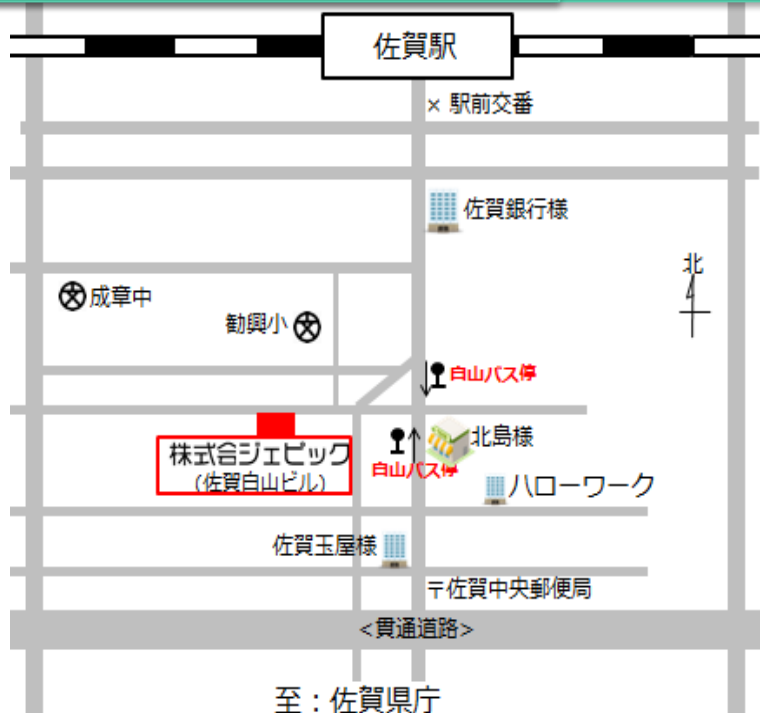 佐賀駅
× 駅前交番
佐賀銀行様
北
成章中
勧興小
白山バス停
北島様
株式会ジェピック
白山バス停
(佐賀白山ビル)
ハローワーク
佐賀玉屋様
〒佐賀中央郵便局
<貫通道路>
至：佐賀県庁